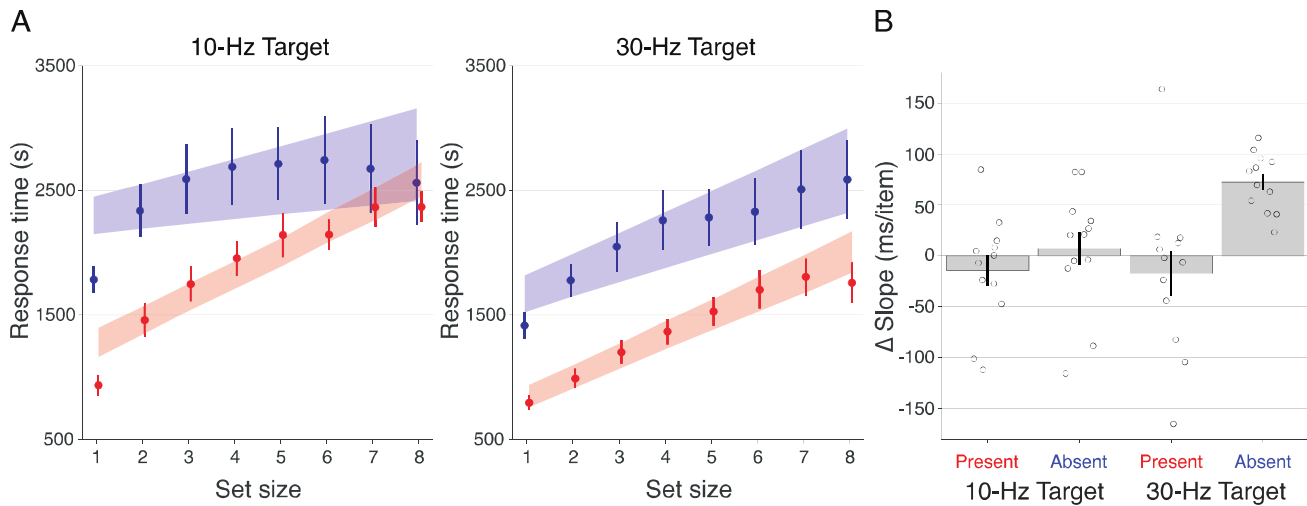 A
10-Hz Target
Response time (s)
3500
2500
1500
500
1 2 3 4 5 6 7 8
Set size
30-Hz Target
Response time (s)
3500
2500
1500
500
1 2 3 4 5 6 7 8
Set size
B
Δ Slope (ms/item)
150
100
50
0
-50
-100
-150
Present Absent Present Absent
10-Hz Target 30-Hz Target